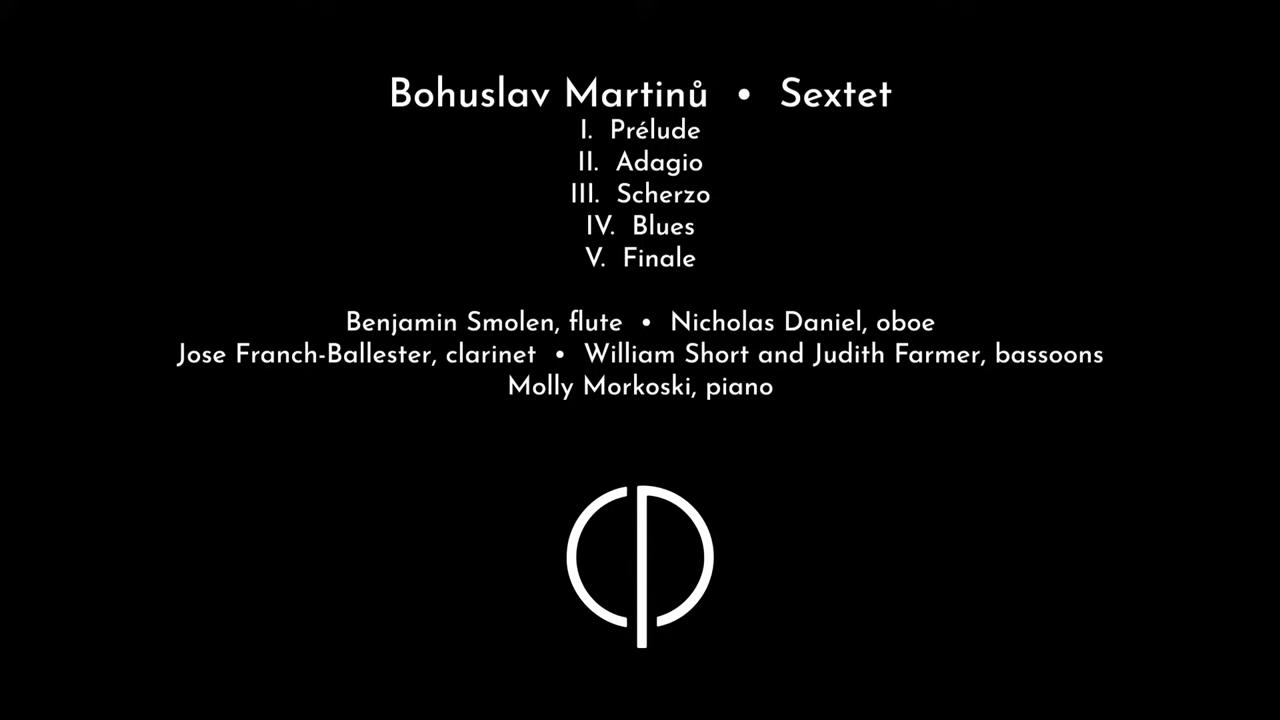 Bohuslav Martinů • Sextet
I. Prélude
II. Adagio
III. Scherzo
IV. Blues
V. Finale
Benjamin Smolen, flute • Nicholas Daniel, oboe
Jose Franch-Ballester, clarinet • William Short and Judith Farmer, bassoons
Molly Morkoski, piano